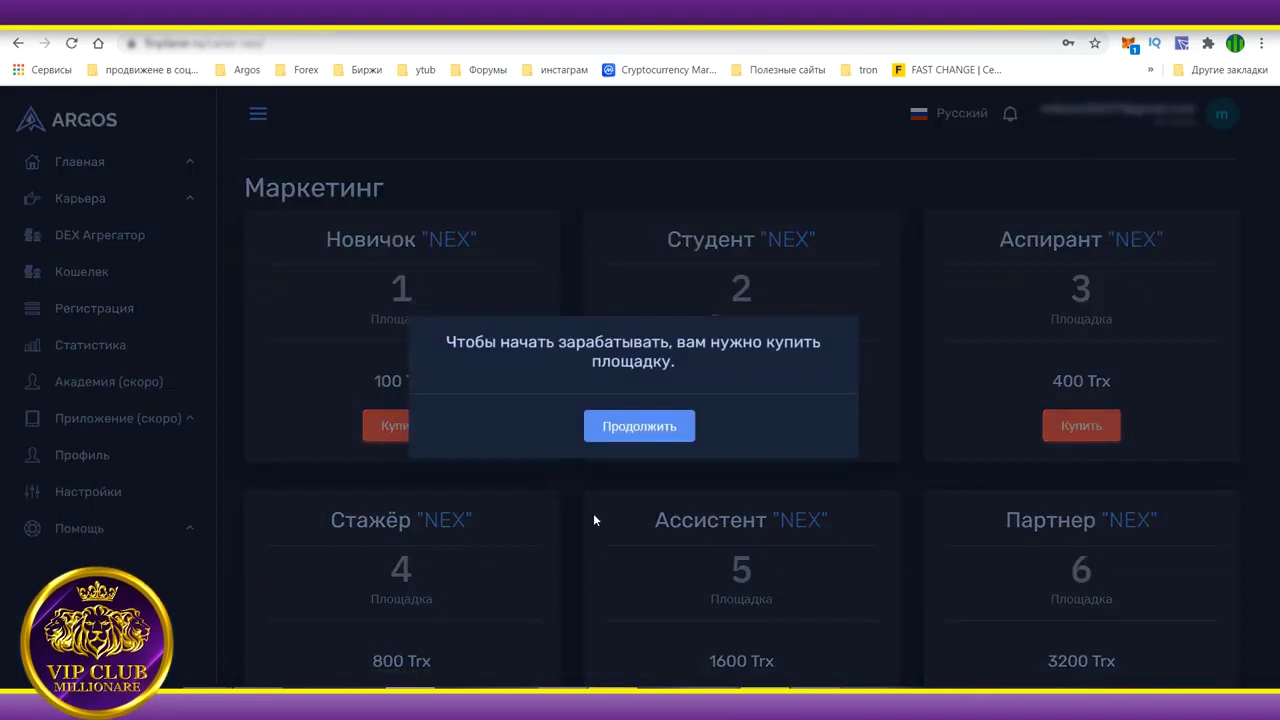 Сервисы
продвижене в соц...
Argos
Forex
Биржи
ytub
Форумы
инстаграм
Cryptocurrency Mar...
Полезные сайты
tron
FAST CHANGE | Се...
»
Другие закладки
ARGOS
Русский
m
Главная
Карьера
DEX Агрегатор
Кошелек
Регистрация
Статистика
Академия (скоро)
Приложение (скоро)
Профиль
Настройки
Помощь
Маркетинг
Новичок "NEX"
1
100
Студент "NEX"
2
Аспирант "NEX"
3
Площадка
400 Trx
Купить
Чтобы начать зарабатывать, вам нужно купить
площадку.
Продолжить
Стажёр "NEX"
4
Площадка
800 Trx
Ассистент "NEX"
5
Площадка
1600 Trx
Партнер "NEX"
6
Площадка
3200 Trx
VIP CLUB
MILLIONARE